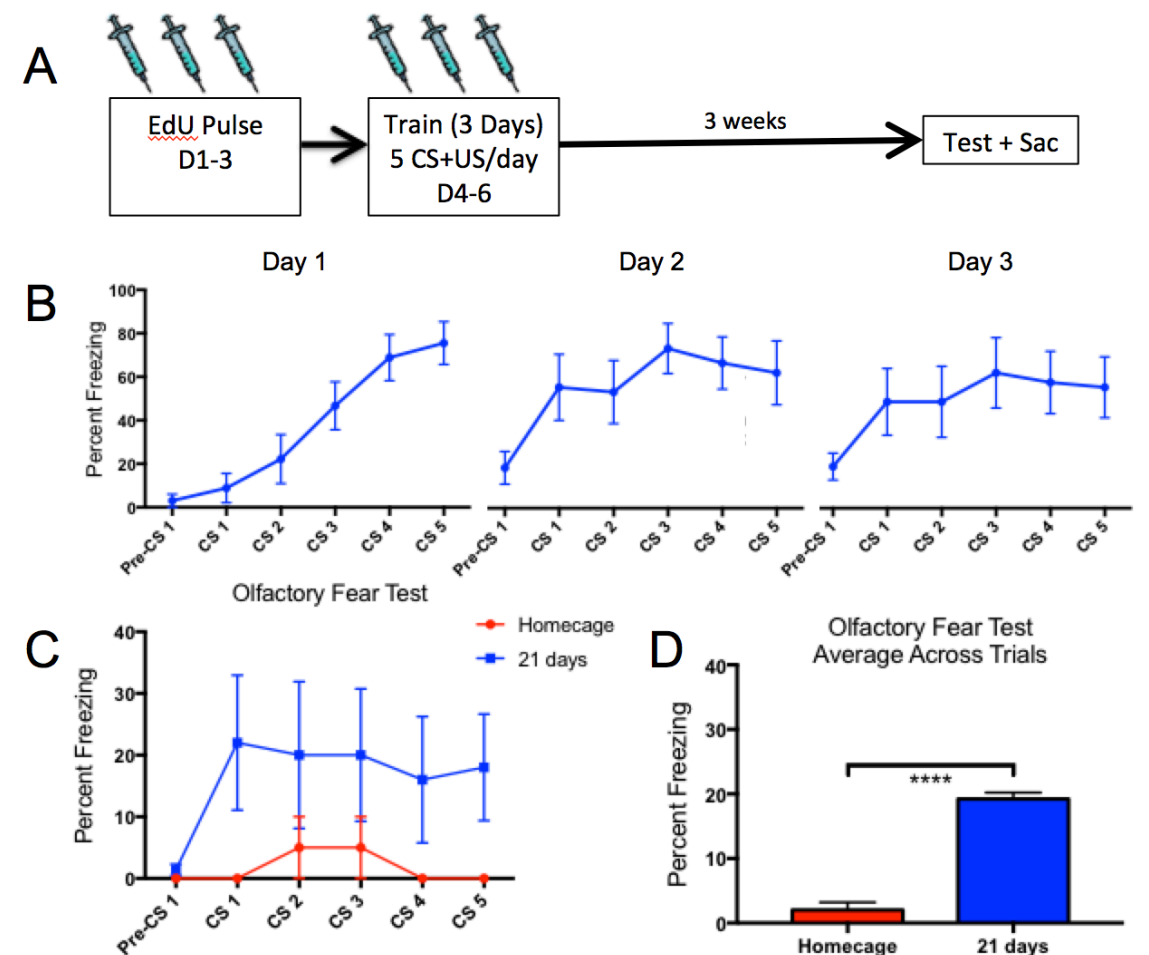 A
EdU Pulse
D1-3
Train (3 Days)
5 CS+US/day
D4-6
3 weeks
Test + Sac
B
Day 1
Day 2
Day 3
Percent Freezing
100
80
60
40
20
0
Pre-CS 1
CS 1
CS 2
CS 3
CS 4
CS 5
Pre-CS 1
CS 1
CS 2
CS 3
CS 4
CS 5
Pre-CS 1
CS 1
CS 2
CS 3
CS 4
CS 5
C
Olfactory Fear Test
Homecage
21 days
Percent Freezing
40
30
20
10
0
Pre-CS 1
CS 1
CS 2
CS 3
CS 4
CS 5
D
Olfactory Fear Test
Average Across Trials
Percent Freezing
40
30
20
10
0
****
Homecage
21 days